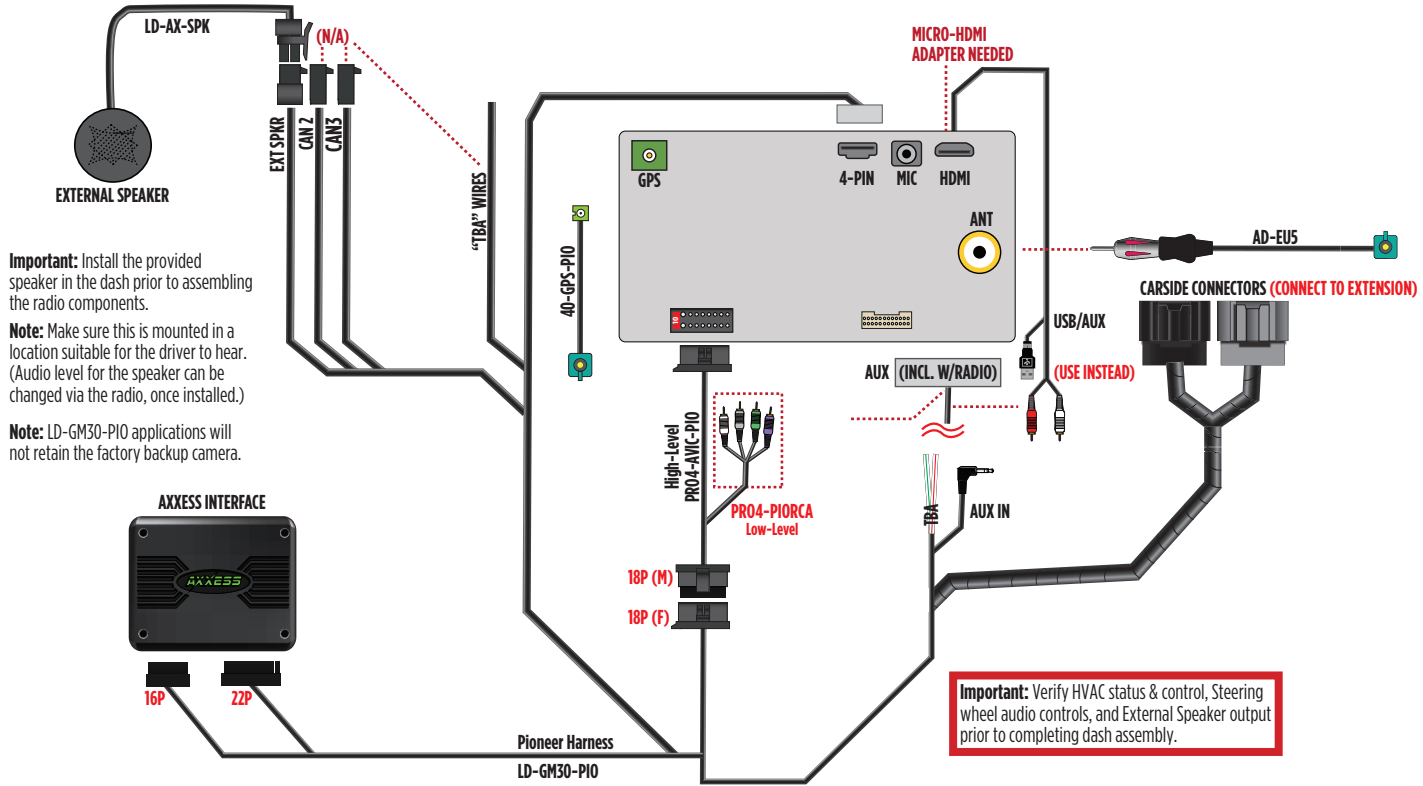 LD-AX-SPK
(N/A)
EXT SPKR
CAN 2
CAN3
EXTERNAL SPEAKER
"TBA" WIRES
MICRO-HDMI
ADAPTER NEEDED
GPS
4-PIN
MIC
HDMI
ANT
40-GPS-PIO
10
AD-EU5
CARSIDE CONNECTORS (CONNECT TO EXTENSION)
USB/AUX
AUX (INCL. W/RADIO)
(USE INSTEAD)
Important: Install the provided
speaker in the dash prior to assembling
the radio components.
Note: Make sure this is mounted in a
location suitable for the driver to hear.
(Audio level for the speaker can be
changed via the radio, once installed.)
Note: LD-GM30-PIO applications will
not retain the factory backup camera.
High-Level
PR04-AVIC-PIO
PR04-PIORCA
Low-Level
TBA
AUX IN
AXXESS INTERFACE
AXXESS
18P (M)
18P (F)
16P
22P
Pioneer Harness
LD-GM30-PIO
Important: Verify HVAC status & control, Steering
wheel audio controls, and External Speaker output
prior to completing dash assembly.